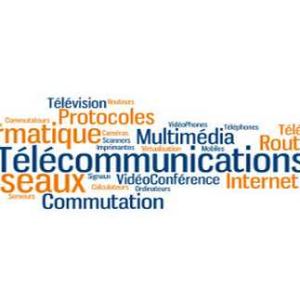 Télévision Routeurs
Commutateurs Protocoles VidéoPhones Téléphones Télé
rmatique Caméras Multimédia Rout
Scanners
Imprimantes Virtualisation Mobiles
Télécommunications
seaux Signaux VidéoConférence Internet
Calculateurs Ordinateurs
Serveurs Commutation